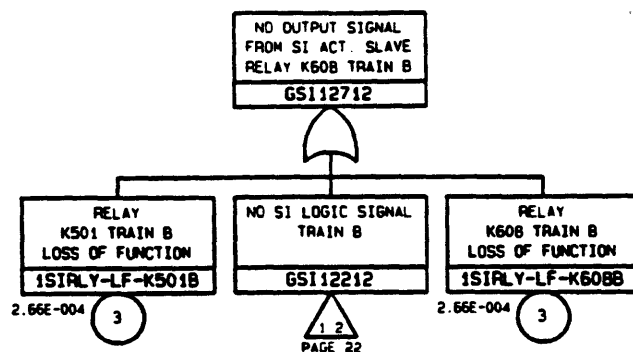 NO OUTPUT SIGNAL
FROM SI ACT. SLAVE
RELAY K608 TRAIN B
GSI12712
RELAY
K501 TRAIN B
LOSS OF FUNCTION
1SIRLY-LF-K501B
2.66E-004
3
NO SI LOGIC SIGNAL
TRAIN B
GSI12212
1 2
PAGE 22
RELAY
K608 TRAIN B
LOSS OF FUNCTION
1SIRLY-LF-K608B
2.66E-004
3